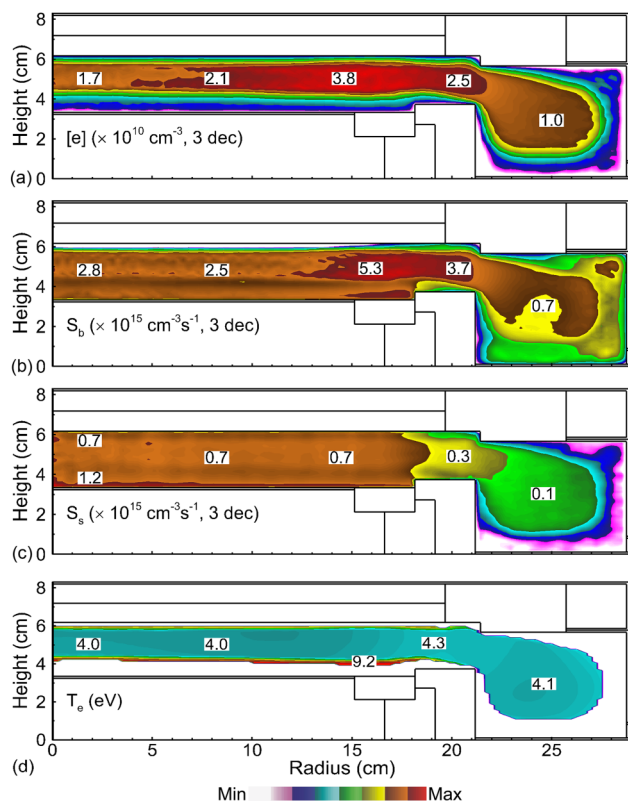 8
6
4
2
0
Height (cm)
1.7
2.1
3.8
2.5
1.0
[e] (× 10¹⁰ cm⁻³, 3 dec)
(a)
8
6
4
2
0
Height (cm)
2.8
2.5
5.3
3.7
0.7
S_b (× 10¹⁵ cm⁻³s⁻¹, 3 dec)
(b)
8
6
4
2
0
Height (cm)
0.7
0.7
0.7
0.3
1.2
0.1
S_s (× 10¹⁵ cm⁻³s⁻¹, 3 dec)
(c)
8
6
4
2
0
Height (cm)
4.0
4.0
4.3
9.2
4.1
T_e (eV)
(d)
0 5 10 15 20 25
Radius (cm)
Min Max